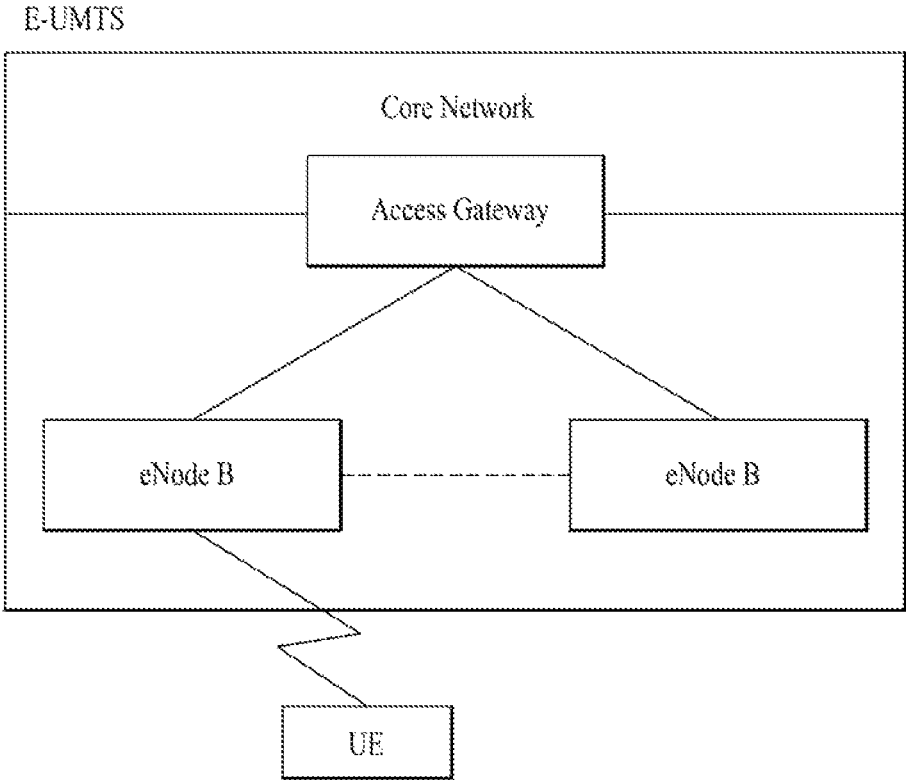 E-UMTS
Core Network
Access Gateway
eNode B
eNode B
UE